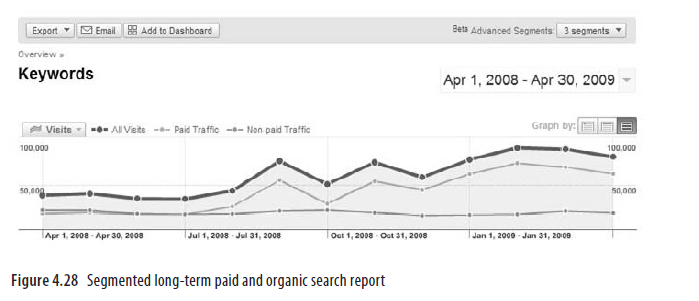 Export Email Add to Dashboard Beta Advanced Segments: 3 segments
Overview »
Keywords
Apr 1, 2008 - Apr 30, 2009
Visits All Visits Paid Traffic Non-paid Traffic Graph by:
100,000 100,000
50,000 50,000
Apr 1, 2008 - Apr 30, 2008 Jul 1, 2008 - Jul 31, 2008 Oct 1, 2008 - Oct 31, 2008 Jan 1, 2009 - Jan 31, 2009
Figure 4.28 Segmented long-term paid and organic search report